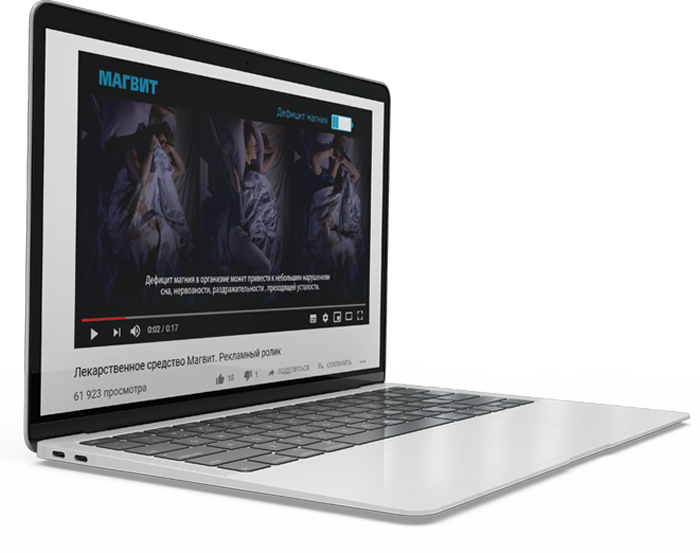 МАГВИТ
Дефицит магния
Дефицит магния в организме может привести к небольшим нарушениям
сна, нервозности, раздражительности , преходящей усталости.
0:02 / 0:17
Лекарственное средство Магвит. Рекламный ролик
61 923 просмотра
18
1
ПОДЕЛИТЬСЯ
СОХРАНИТЬ